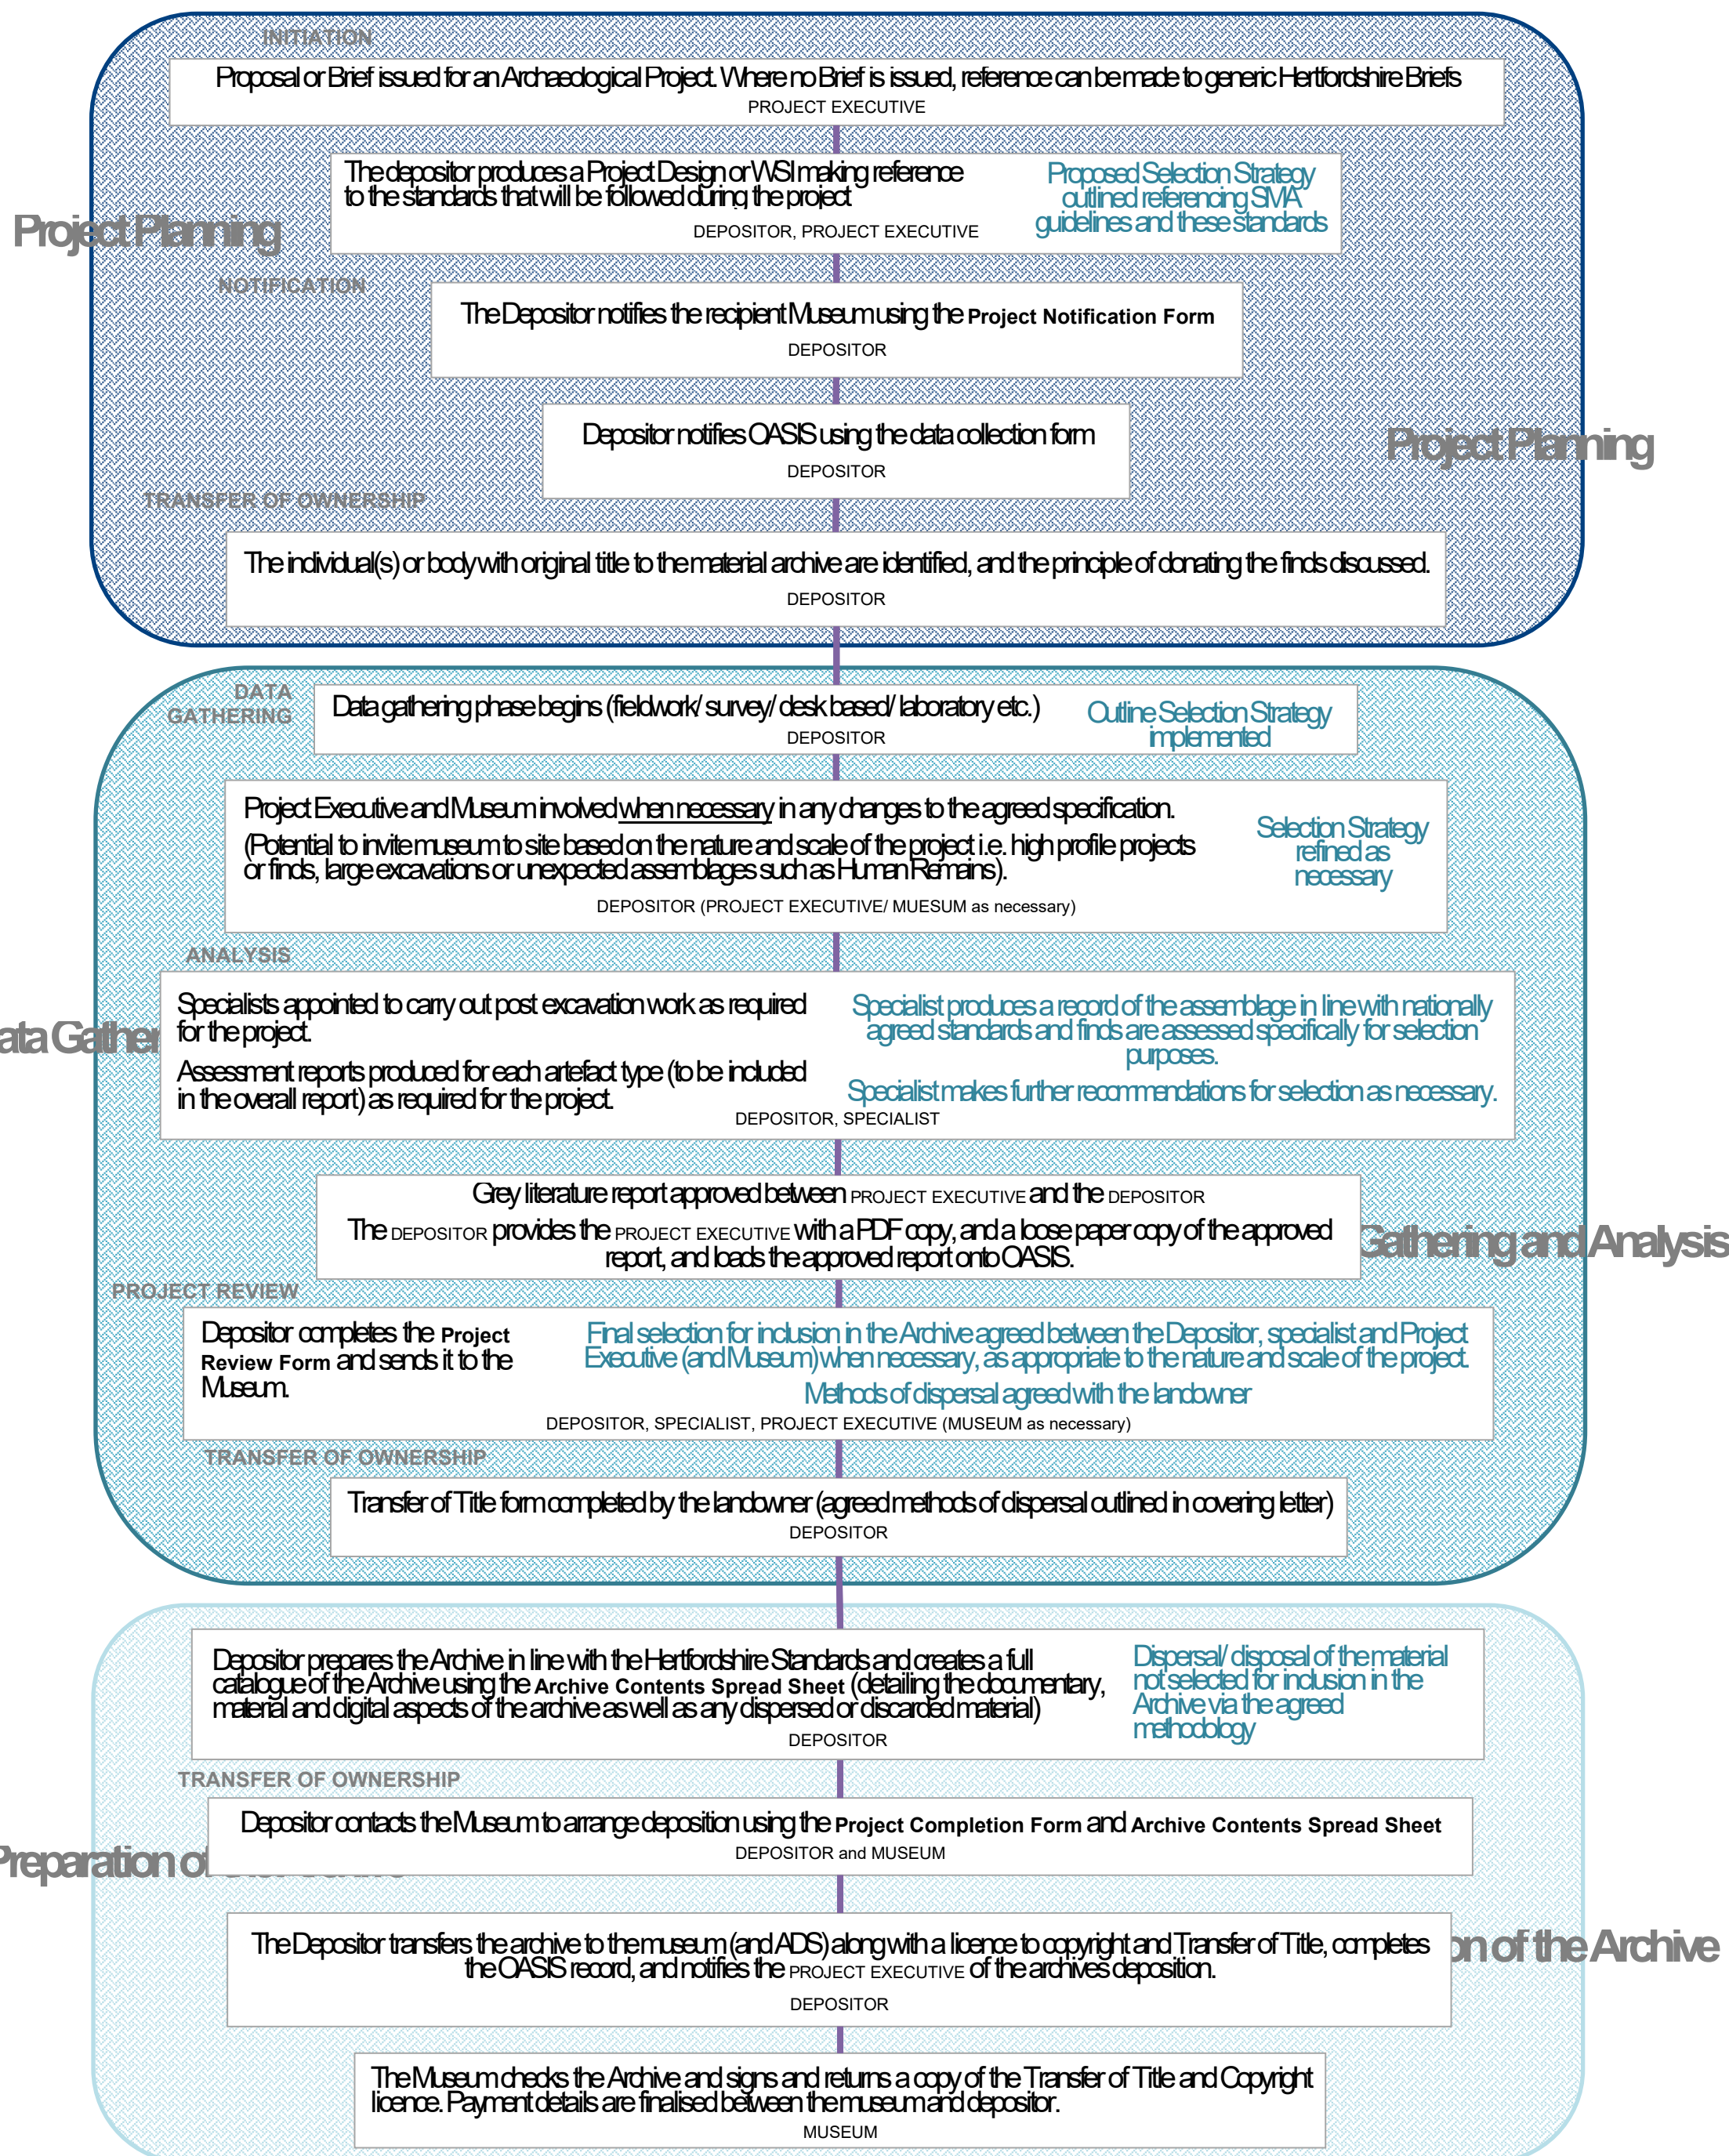 INITIATION
Proposal or Brief issued for an Archaeological Project. Where no Brief is issued, reference can be made to generic Hertfordshire Briefs
PROJECT EXECUTIVE
The depositor produces a Project Design or WSI making reference
to the standards that will be followed during the project
DEPOSITOR, PROJECT EXECUTIVE
Proposed Selection Strategy
outlined referencing SMA
guidelines and these standards
Project Planning
NOTIFICATION
The Depositor notifies the recipient Museum using the Project Notification Form
DEPOSITOR
Depositor notifies OASIS using the data collection form
DEPOSITOR
Project Planning
TRANSFER OF OWNERSHIP
The individual(s) or body with original title to the material archive are identified, and the principle of donating the finds discussed.
DEPOSITOR
DATA
GATHERING
Data gathering phase begins (fieldwork/ survey/ desk based/ laboratory etc.)
DEPOSITOR
Outline Selection Strategy
implemented
Project Executive and Museum involved when necessary in any changes to the agreed specification.
(Potential to invite museum to site based on the nature and scale of the project i.e. high profile projects
or finds, large excavations or unexpected assemblages such as Human Remains).
DEPOSITOR (PROJECT EXECUTIVE/ MUESUM as necessary)
Selection Strategy
refined as
necessary
ANALYSIS
Specialists appointed to carry out post excavation work as required
for the project.
Assessment reports produced for each artefact type (to be included
in the overall report) as required for the project.
Specialist produces a record of the assemblage in line with nationally
agreed standards and finds are assessed specifically for selection
purposes.
Specialist makes further recommendations for selection as necessary.
DEPOSITOR, SPECIALIST
ata Gather
Grey literature report approved between PROJECT EXECUTIVE and the DEPOSITOR
The DEPOSITOR provides the PROJECT EXECUTIVE with a PDF copy, and a loose paper copy of the approved
report, and loads the approved report onto OASIS.
Gathering and Analysis
PROJECT REVIEW
Depositor completes the Project
Review Form and sends it to the
Museum.
Final selection for inclusion in the Archive agreed between the Depositor, specialist and Project
Executive (and Museum) when necessary, as appropriate to the nature and scale of the project.
Methods of dispersal agreed with the landowner
DEPOSITOR, SPECIALIST, PROJECT EXECUTIVE (MUSEUM as necessary)
TRANSFER OF OWNERSHIP
Transfer of Title form completed by the landowner (agreed methods of dispersal outlined in covering letter)
DEPOSITOR
Depositor prepares the Archive in line with the Hertfordshire Standards and creates a full
catalogue of the Archive using the Archive Contents Spread Sheet (detailing the documentary,
material and digital aspects of the archive as well as any dispersed or discarded material)
DEPOSITOR
Dispersal/ disposal of the material
not selected for inclusion in the
Archive via the agreed
methodology
TRANSFER OF OWNERSHIP
Depositor contacts the Museum to arrange deposition using the Project Completion Form and Archive Contents Spread Sheet
DEPOSITOR and MUSEUM
Preparation of
The Depositor transfers the archive to the museum (and ADS) along with a licence to copyright and Transfer of Title, completes
the OASIS record, and notifies the PROJECT EXECUTIVE of the archives deposition.
DEPOSITOR
on of the Archive
The Museum checks the Archive and signs and returns a copy of the Transfer of Title and Copyright
licence. Payment details are finalised between the museum and depositor.
MUSEUM